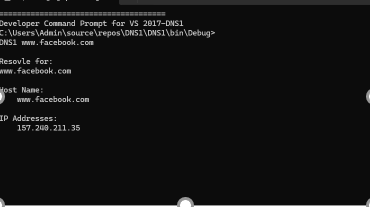 =====================================
Developer Command Prompt for VS 2017-DNS1
C:\Users\Admin\source\repos\DNS1\DNS1\bin\Debug>
DNS1 www.facebook.com
Resovle for:
www.facebook.com
Host Name:
www.facebook.com
IP Addresses:
157.240.211.35